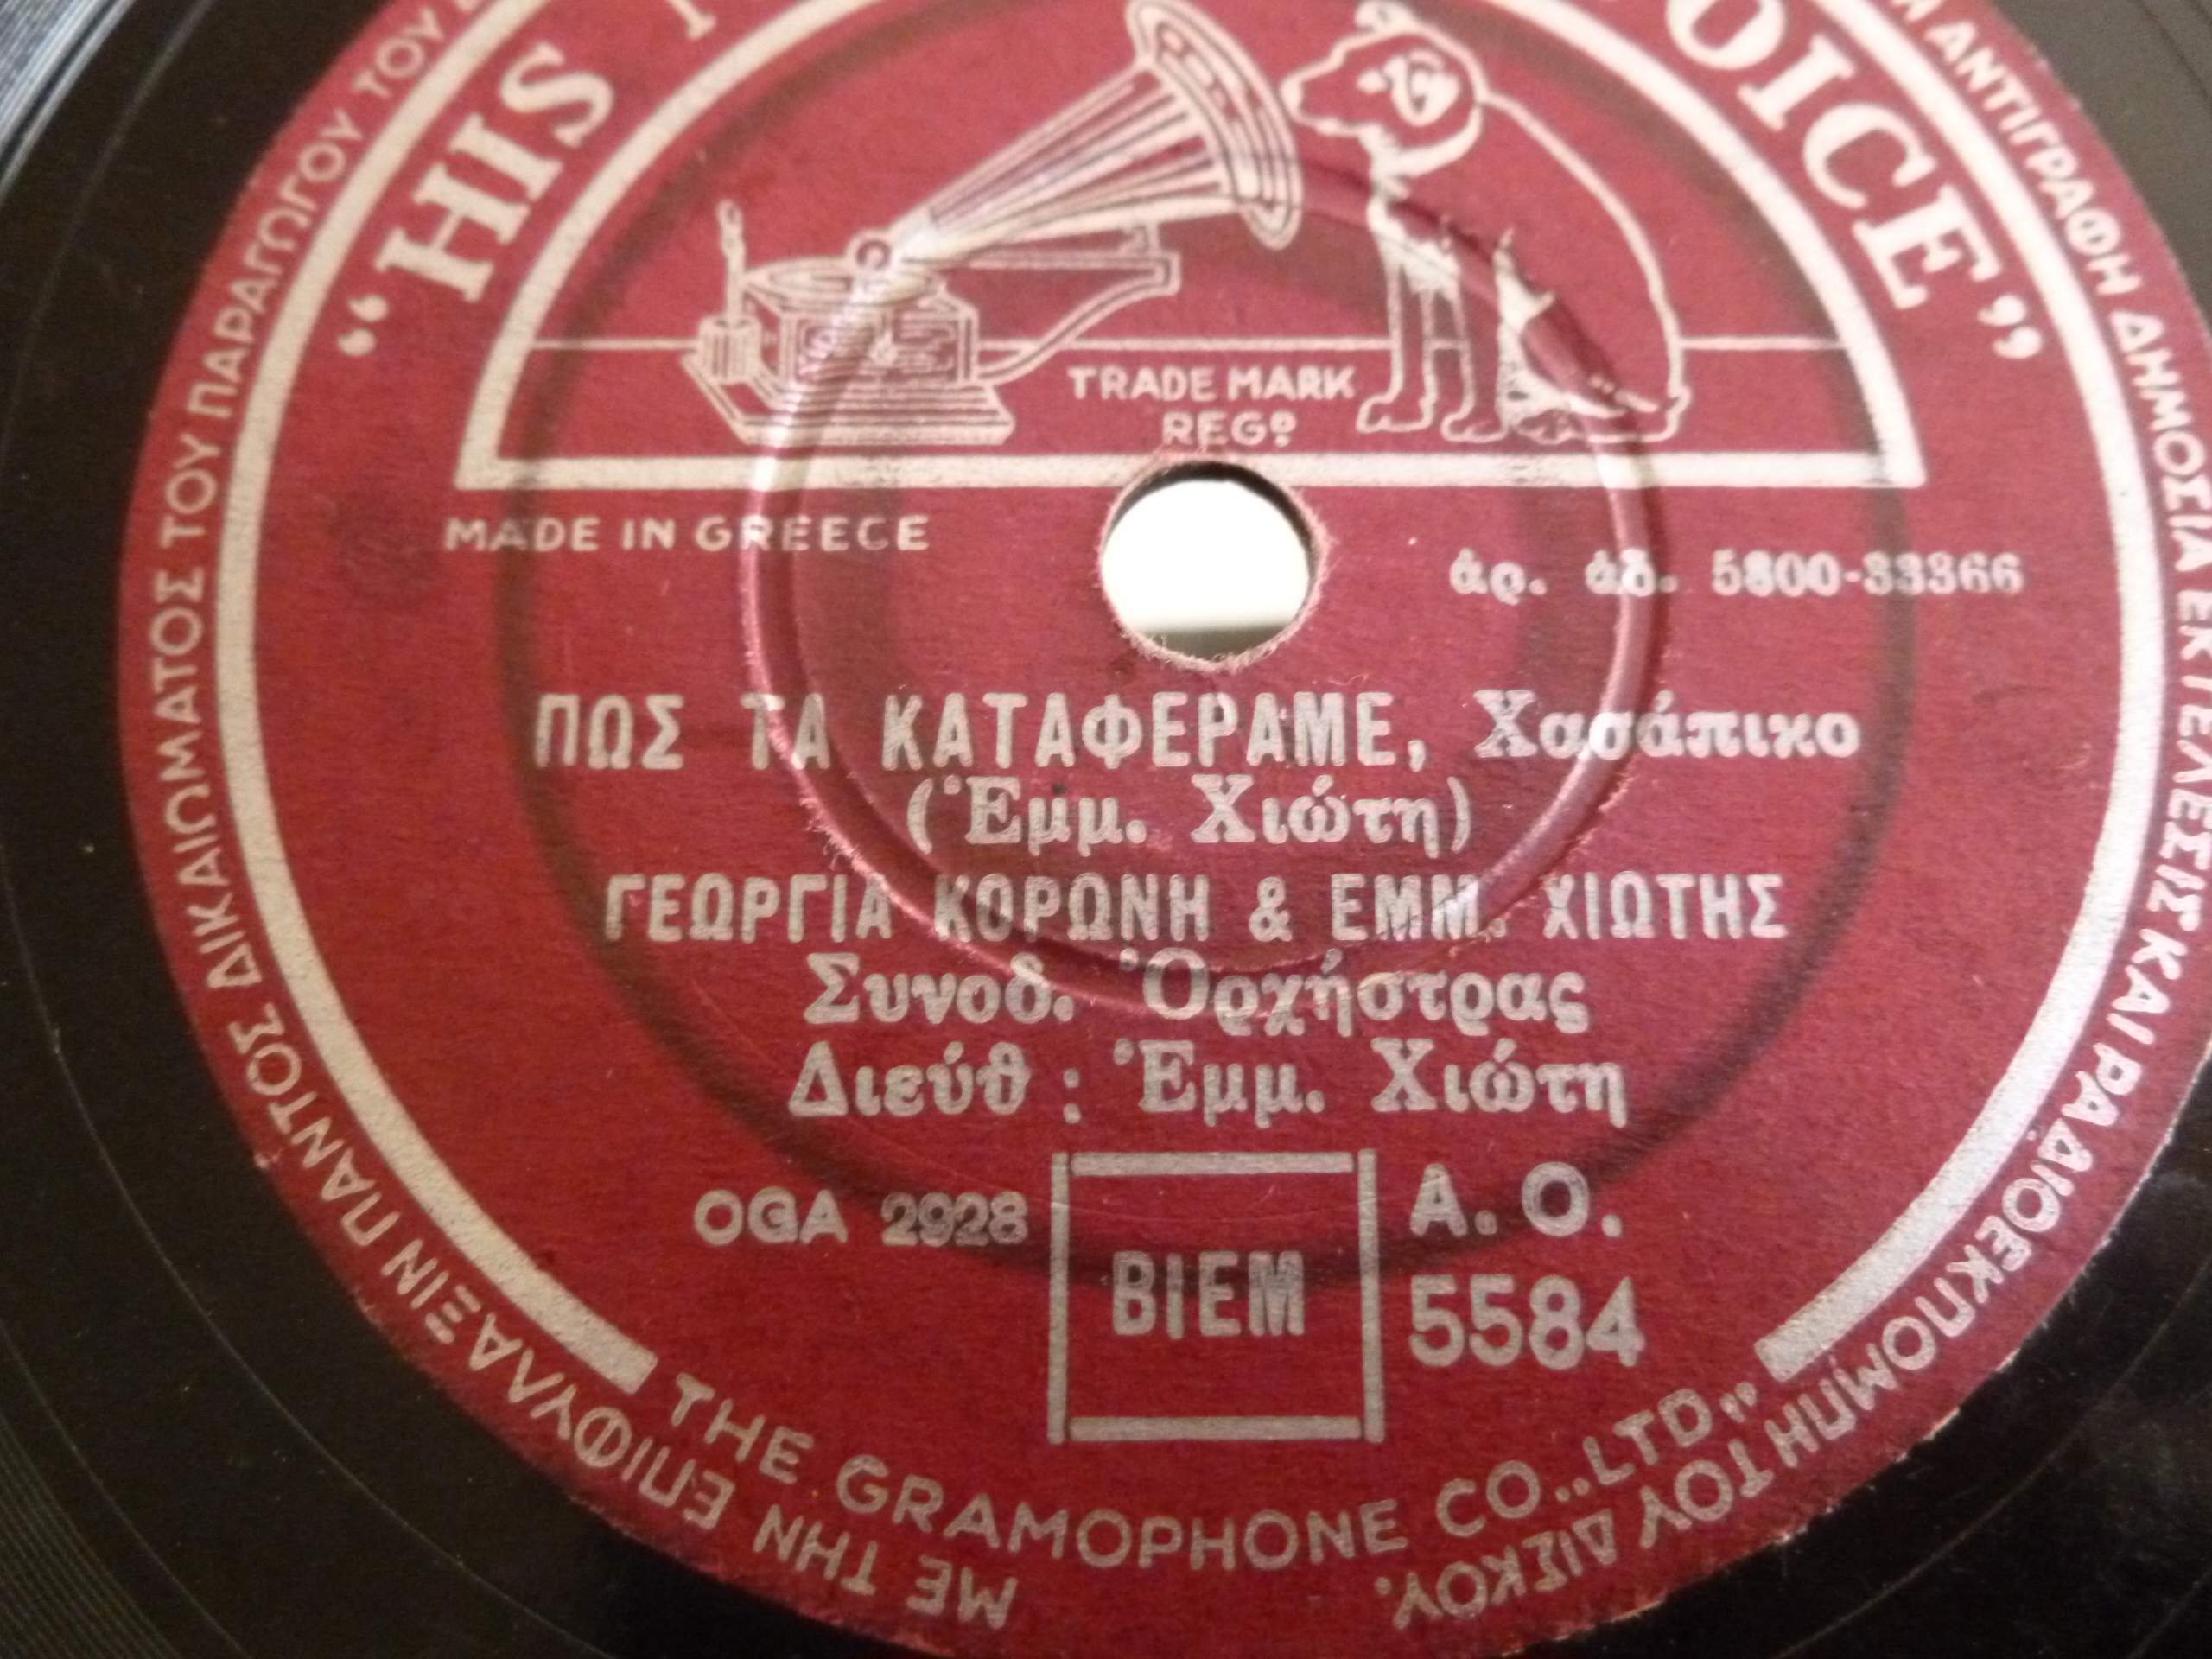 “HIS VOICE”
TRADE MARK
REGD
MADE IN GREECE
ἀρ. ἀδ. 5800-33366
ΠΩΣ ΤΑ ΚΑΤΑΦΕΡΑΜΕ, Χασάπικο
(Ἐμμ. Χιώτη)
ΓΕΩΡΓΙΑ ΚΟΡΩΝΗ & ΕΜΜ. ΧΙΩΤΗΣ
Συνοδ. Ὀρχήστρας
Διεύθ : Ἐμμ. Χιώτη
OGA 2928
BIEM
A. O.
5584
THE GRAMOPHONE CO., LTD.,
ΜΕ ΤΗΝ ΕΠΙΦΥΛΑΞΙΝ ΠΑΝΤΟΣ ΔΙΚΑΙΩΜΑΤΟΣ ΤΟΥ ΠΑΡΑΓΩΓΟΥ ΤΟΥ
ΑΝΤΙΓΡΑΦΗ ΔΗΜΟΣΙΑ ΕΚΤΕΛΕΣΙΣ ΚΑΙ ΡΑΔΙΟΕΚΠΟΜΠΗ ΤΟΥ ΔΙΣΚΟΥ.